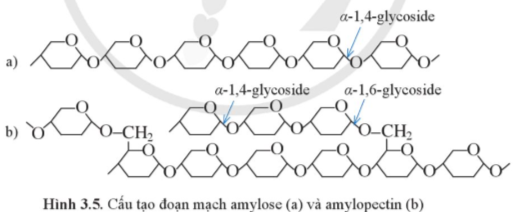 α-1,4-glycoside
a) O O O O O O
O O O O O O
α-1,4-glycoside α-1,6-glycoside
b) O O O O
O O–CH₂ O O O O–CH₂
O O O O O O
O O O O O O
Hình 3.5. Cấu tạo đoạn mạch amylose (a) và amylopectin (b)